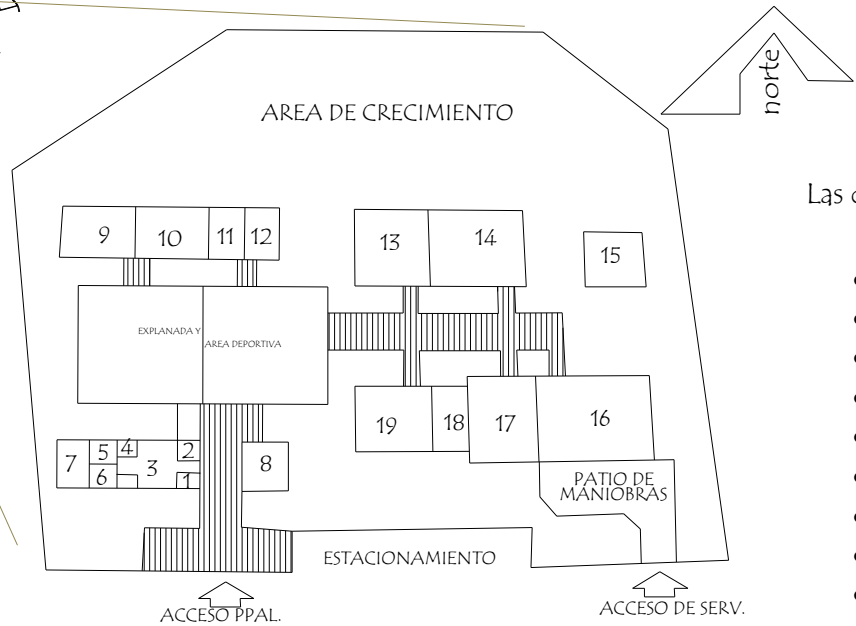 norte
AREA DE CRECIMIENTO
Las
9 10 11 12
13 14
15
EXPLANADA Y
AREA DEPORTIVA
19 18 17 16
7 5 4 3 2 8
6 1
PATIO DE
MANIOBRAS
ESTACIONAMIENTO
ACCESO PPAL.
ACCESO DE SERV.